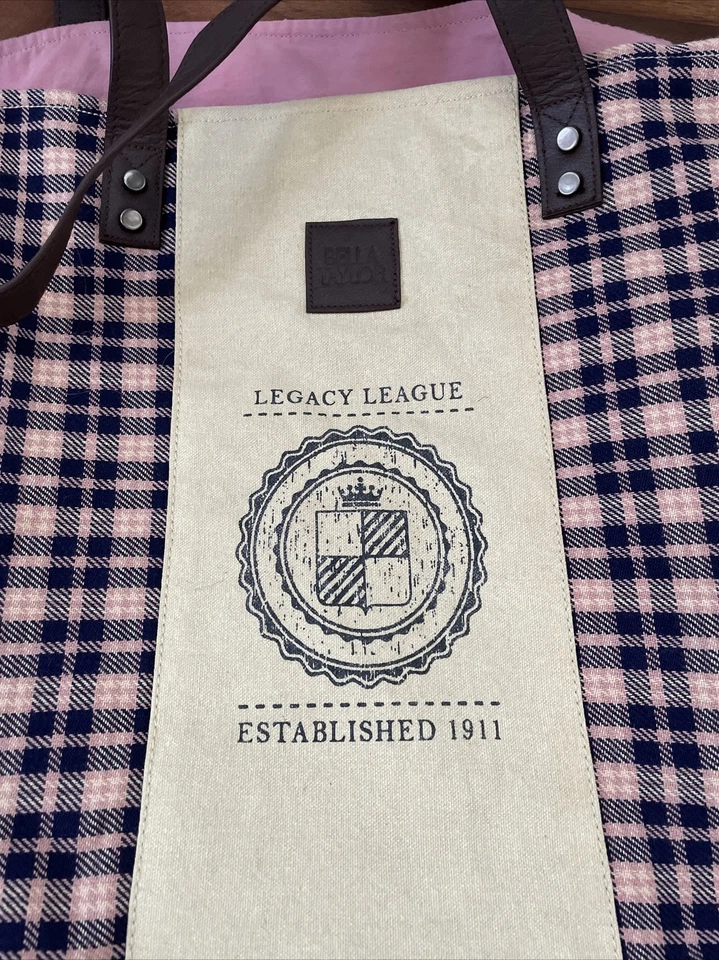 BELLA
TAYLOR
LEGACY LEAGUE
ESTABLISHED 1911